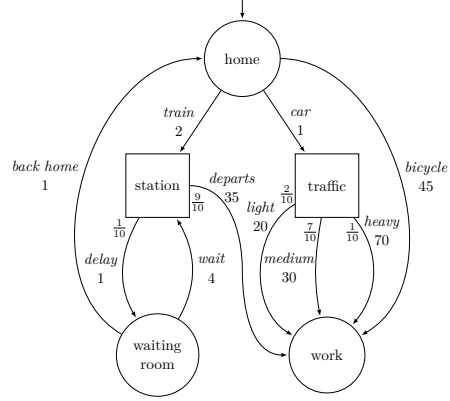 home
train
2
car
1
back home
1
bicycle
45
station
departs
35
traffic
9/10
2/10
light
20
1/10
7/10
1/10
heavy
70
delay
1
wait
4
medium
30
waiting
room
work